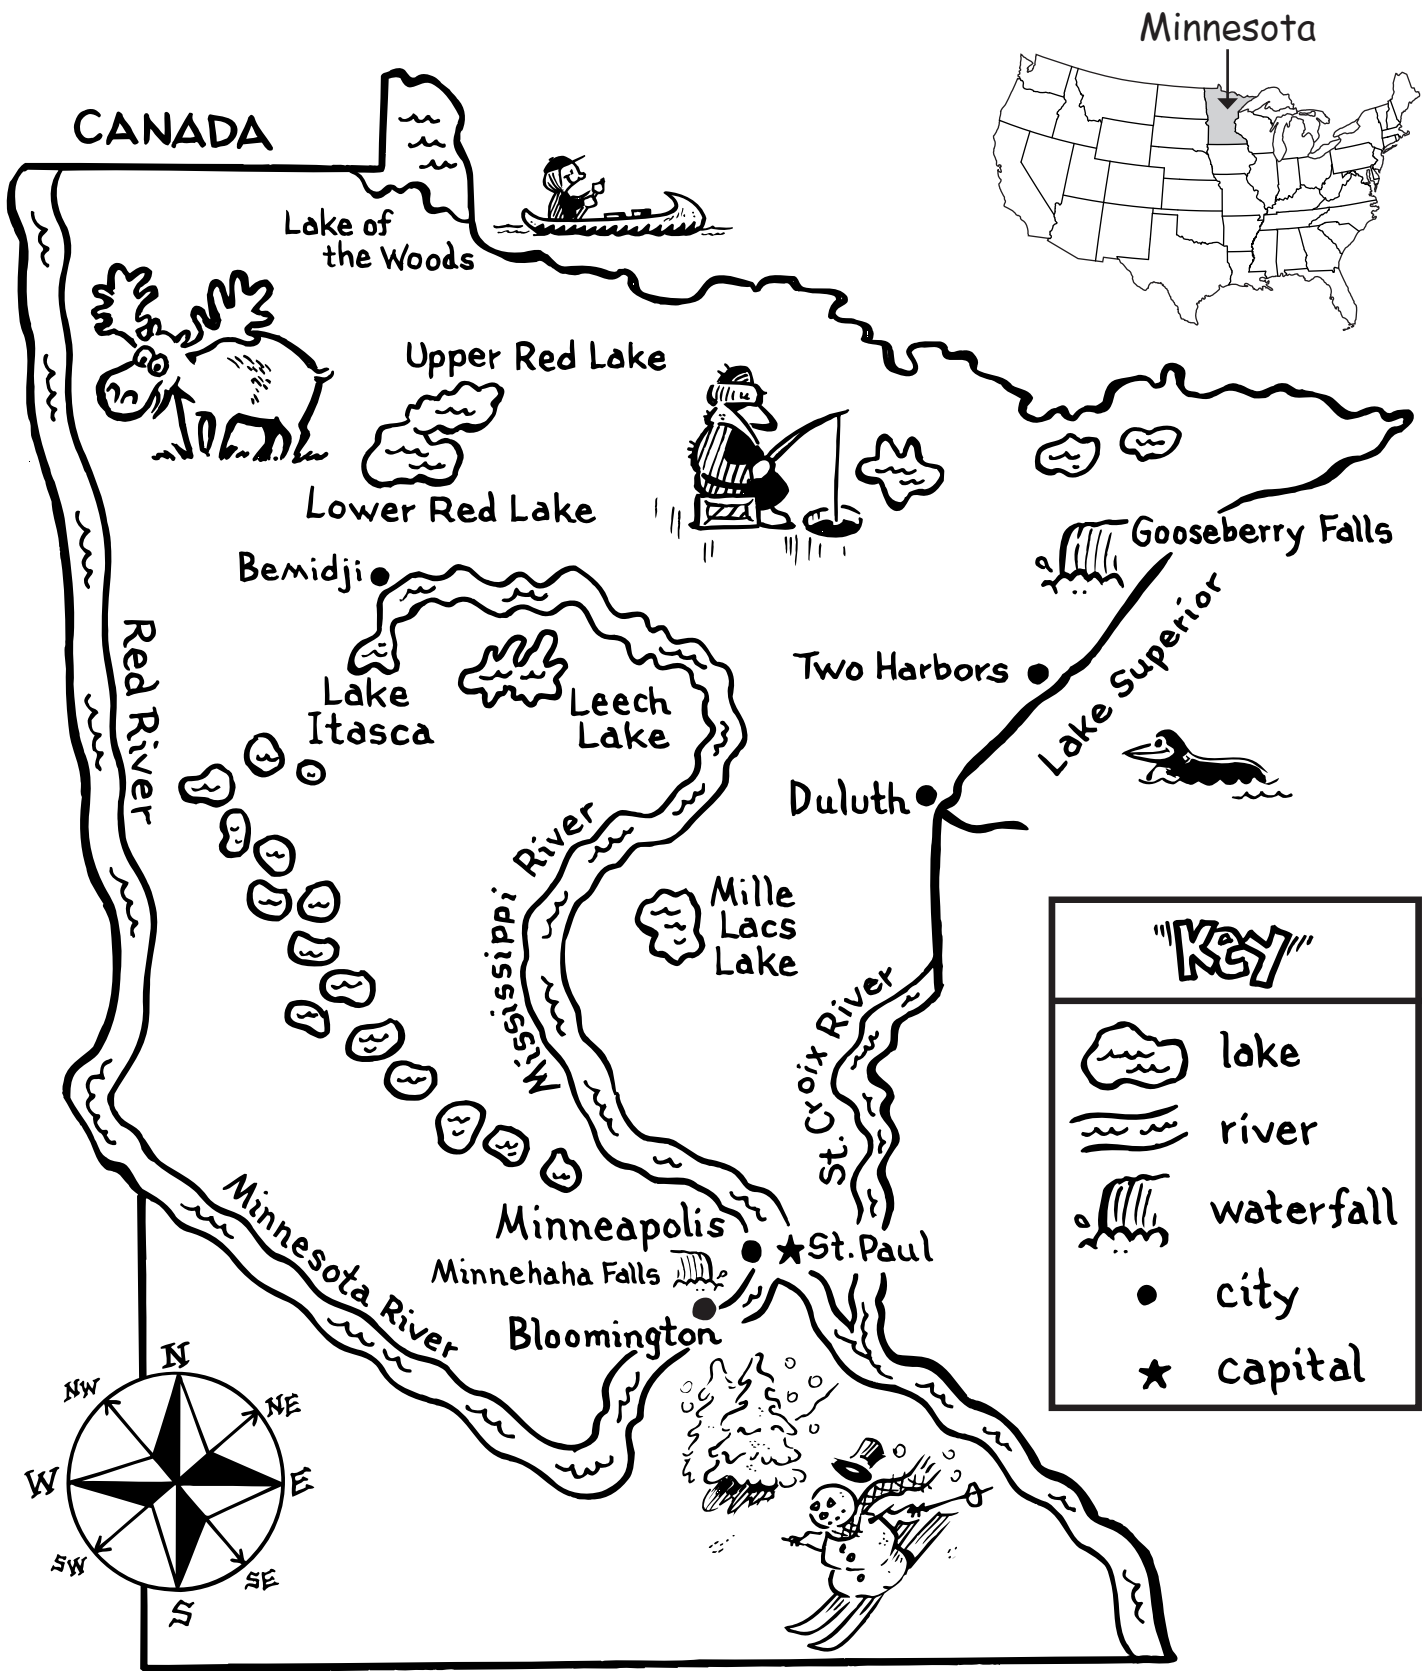 Minnesota
CANADA
Lake of
the Woods
Upper Red Lake
Lower Red Lake
Gooseberry Falls
Bemidji
Red River
Lake Superior
Two Harbors
Lake
Itasca
Leech
Lake
Duluth
Mississippi River
Mille
Lacs
Lake
"KEY"
St. Croix River
lake
river
waterfall
city
capital
Minnesota River
Minneapolis
St. Paul
Minnehaha Falls
Bloomington
N
NW
NE
W
E
SW
SE
S